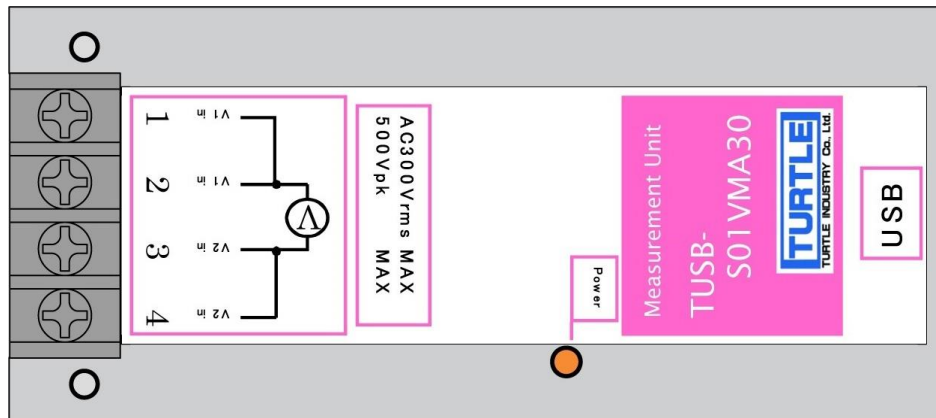 1 V1 in
2 V1 in
V
3 V2 in
4 V2 in
AC300Vrms MAX
500Vpk MAX
Power
Measurement Unit
TUSB-
S01VMA30
TURTLE
TURTLE INDUSTRY Co., Ltd.
USB